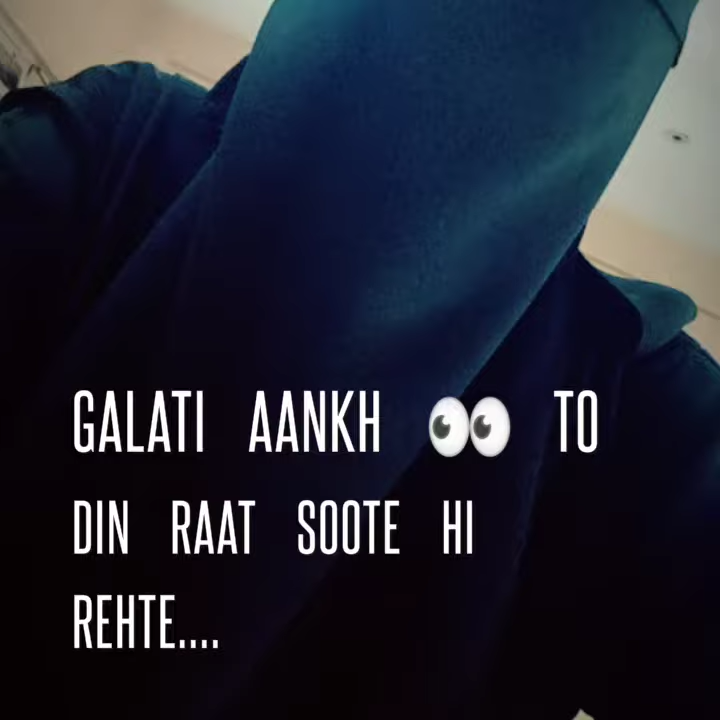 GALATI AANKH 👀 TO
DIN RAAT SOOTE HI
REHTE....